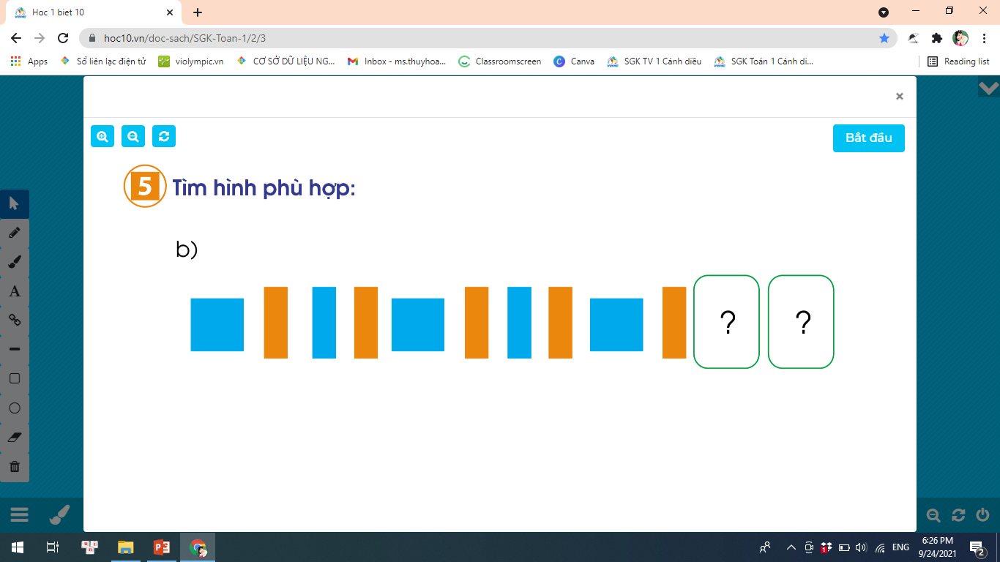 Hoc 1 biet 10
hoc10.vn/doc-sach/SGK-Toan-1/2/3
Apps
Sổ liên lạc điện tử
violympic.vn
CƠ SỞ DỮ LIỆU NG...
Inbox - ms.thuyhoa...
Classroomscreen
Canva
SGK TV 1 Cánh diều
SGK Toán 1 Cánh di...
Reading list
Bắt đầu
5 Tìm hình phù hợp:
b)
? ?
ENG
6:26 PM
9/24/2021
2